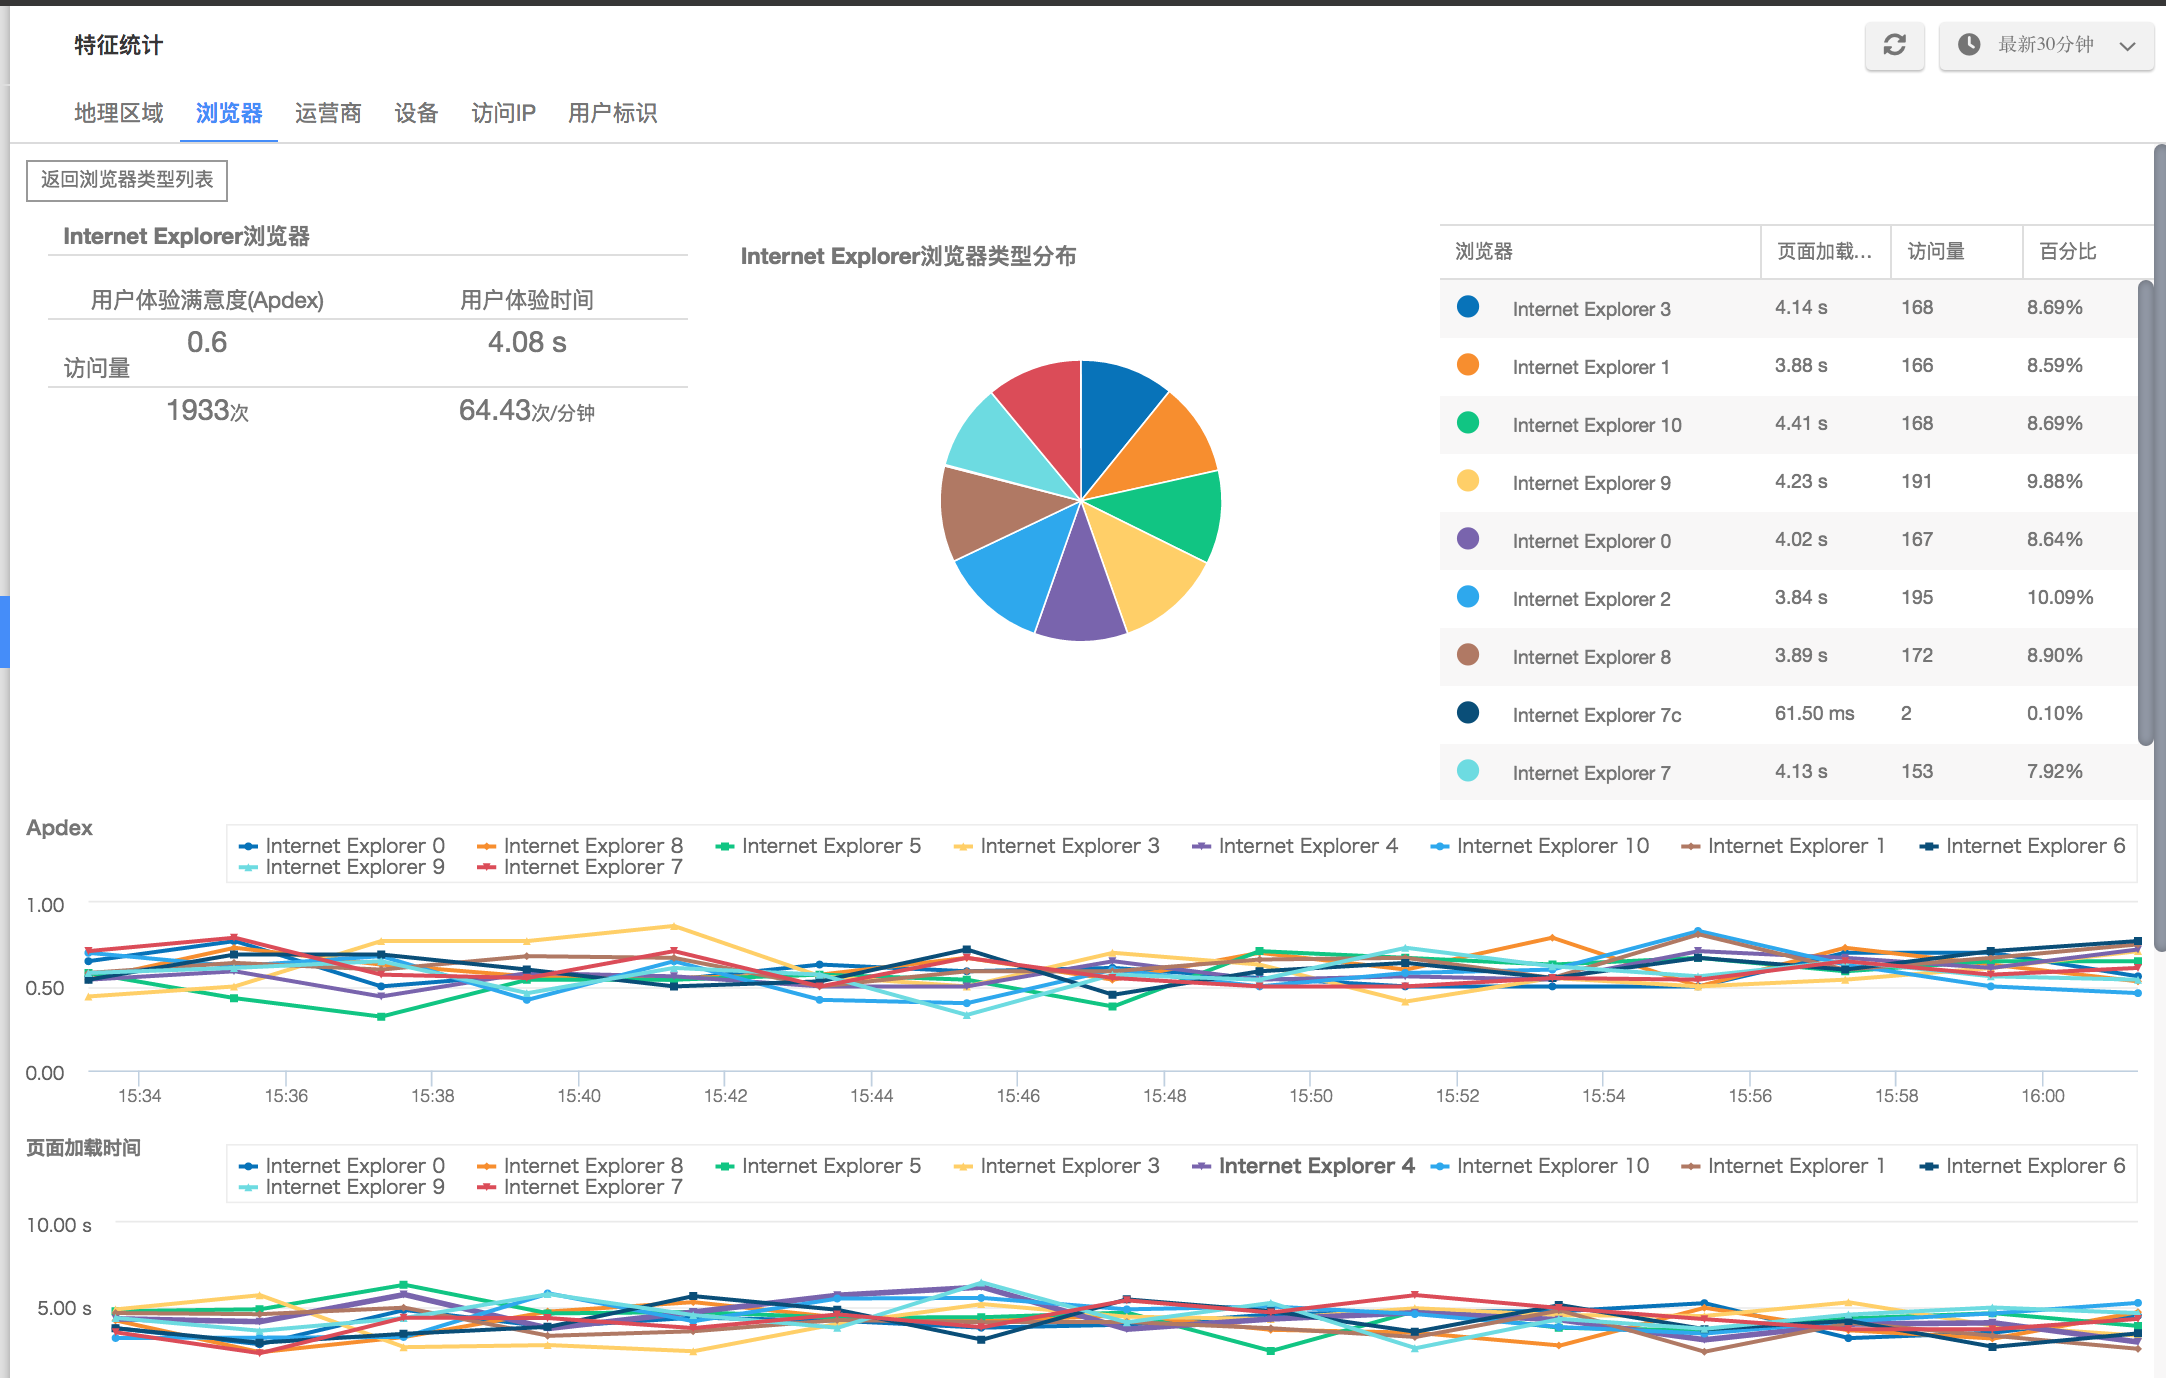 特征统计
最新30分钟
地理区域 浏览器 运营商 设备 访问IP 用户标识
返回浏览器类型列表
Internet Explorer浏览器
用户体验满意度(Apdex) 用户体验时间
0.6 4.08 s
访问量
1933次 64.43次/分钟
Internet Explorer浏览器类型分布
浏览器 页面加载... 访问量 百分比
Internet Explorer 3 4.14 s 168 8.69%
Internet Explorer 1 3.88 s 166 8.59%
Internet Explorer 10 4.41 s 168 8.69%
Internet Explorer 9 4.23 s 191 9.88%
Internet Explorer 0 4.02 s 167 8.64%
Internet Explorer 2 3.84 s 195 10.09%
Internet Explorer 8 3.89 s 172 8.90%
Internet Explorer 7c 61.50 ms 2 0.10%
Internet Explorer 7 4.13 s 153 7.92%
Apdex
Internet Explorer 0 Internet Explorer 8 Internet Explorer 5 Internet Explorer 3 Internet Explorer 4 Internet Explorer 10 Internet Explorer 1 Internet Explorer 6
Internet Explorer 9 Internet Explorer 7
1.00
0.50
0.00
15:34 15:36 15:38 15:40 15:42 15:44 15:46 15:48 15:50 15:52 15:54 15:56 15:58 16:00
页面加载时间
Internet Explorer 0 Internet Explorer 8 Internet Explorer 5 Internet Explorer 3 Internet Explorer 4 Internet Explorer 10 Internet Explorer 1 Internet Explorer 6
Internet Explorer 9 Internet Explorer 7
10.00 s
5.00 s